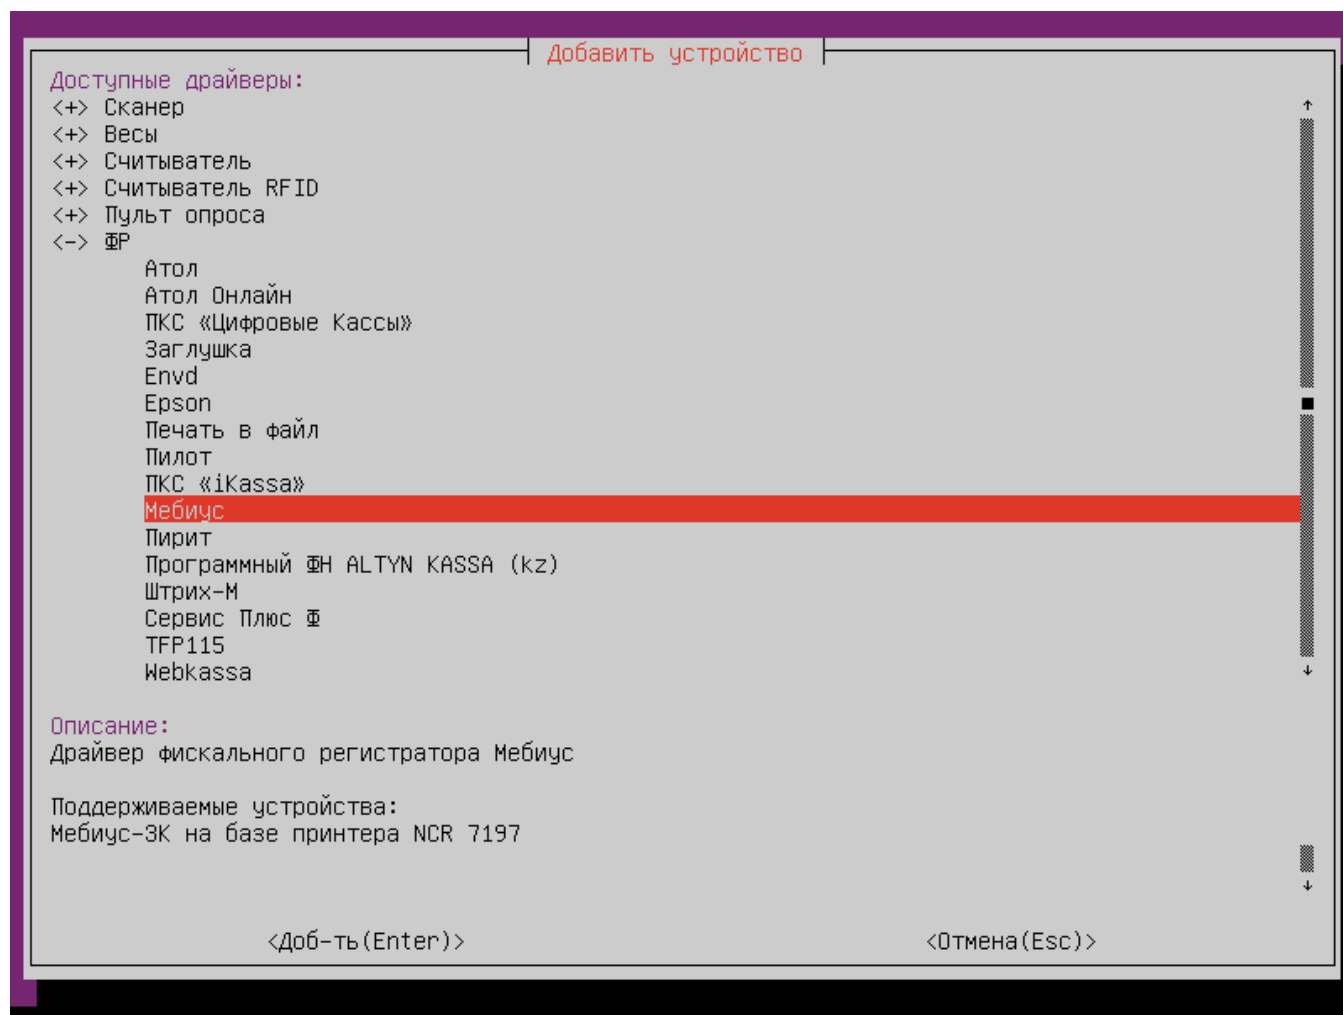 Добавить устройство
Доступные драйверы:
<+> Сканер
<+> Весы
<+> Считыватель
<+> Считыватель RFID
<+> Пульт опроса
<-> ФР
Атол
Атол Онлайн
ПКС «Цифровые Кассы»
Заглушка
Envd
Epson
Печать в файл
Пилот
ПКС «iKassa»
Мебиус
Пирит
Программный ФН ALTYN KASSA (kz)
Штрих-М
Сервис Плюс Ф
TFP115
Webkassa
Описание:
Драйвер фискального регистратора Мебиус
Поддерживаемые устройства:
Мебиус-3К на базе принтера NCR 7197
<Доб-ть(Enter)> <Отмена(Esc)>